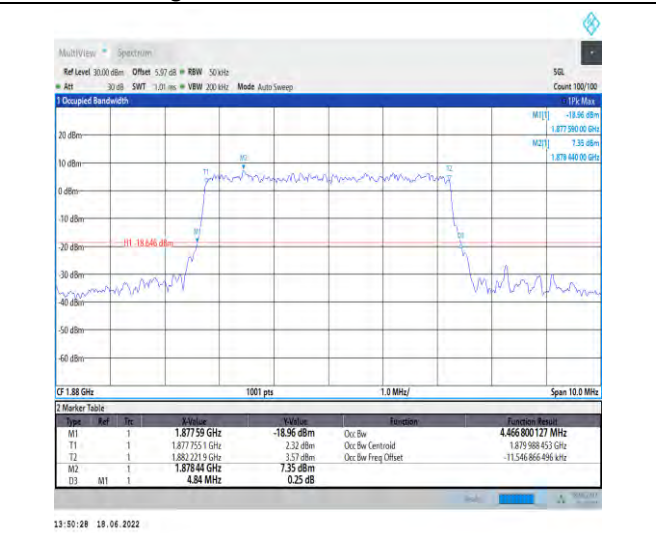 MultiView Spectrum
Ref Level 30.00 dBm Offset 5.97 dB RBW 50 kHz SGL
Att 30 dB SWT 1.01 ms VBW 200 kHz Mode Auto Sweep Count 100/100
1 Occupied Bandwidth 1Pk Max
M1[1] -18.96 dBm
1.877 590 00 GHz
M2[1] 7.35 dBm
1.878 440 00 GHz
20 dBm
10 dBm
M2
T1 T2
0 dBm
-10 dBm
M1 D3
-20 dBm H1 -18.646 dBm
-30 dBm
-40 dBm
-50 dBm
-60 dBm
CF 1.88 GHz 1001 pts 1.0 MHz/ Span 10.0 MHz
2 Marker Table
Type Ref Trc X-Value Y-Value Function Function Result
M1 1 1.87759 GHz -18.96 dBm Occ Bw 4.466 800 127 MHz
T1 1 1.877 755 1 GHz 2.32 dBm Occ Bw Centroid 1.879 988 453 GHz
T2 1 1.882 221 9 GHz 3.57 dBm Occ Bw Freq Offset -11.546 866 496 kHz
M2 1 1.87844 GHz 7.35 dBm
D3 M1 1 4.84 MHz 0.25 dB
13:50:28 18.06.2022